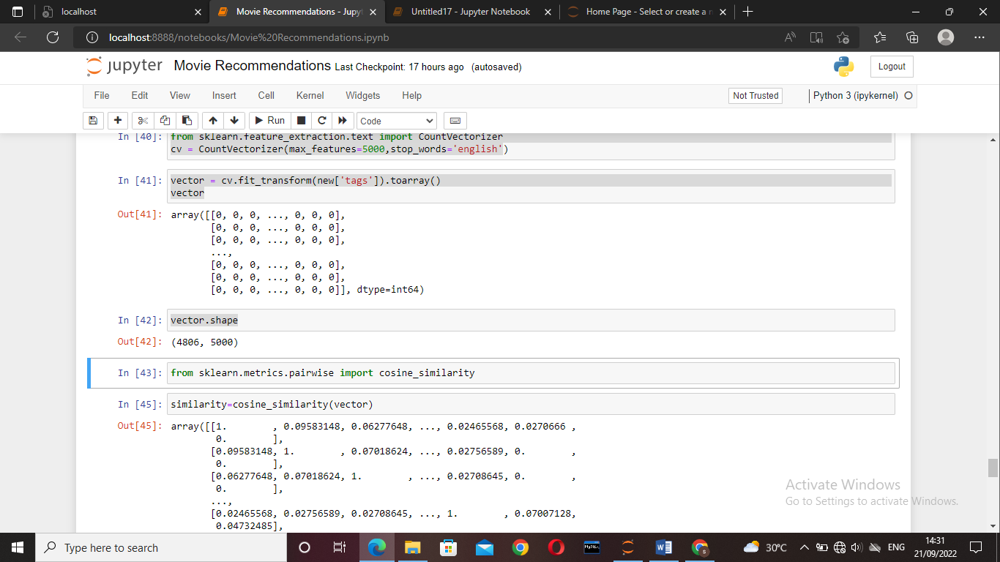 localhost
Movie Recommendations - Jupyt
Untitled17 - Jupyter Notebook
Home Page - Select or create a n
localhost:8888/notebooks/Movie%20Recommendations.ipynb
jupyter Movie Recommendations Last Checkpoint: 17 hours ago (autosaved)
Logout
File Edit View Insert Cell Kernel Widgets Help
Not Trusted
Python 3 (ipykernel)
Run
Code
In [40]: from sklearn.feature_extraction.text import CountVectorizer
cv = CountVectorizer(max_features=5000,stop_words='english')
In [41]: vector = cv.fit_transform(new['tags']).toarray()
vector
Out[41]: array([[0, 0, 0, ..., 0, 0, 0],
[0, 0, 0, ..., 0, 0, 0],
[0, 0, 0, ..., 0, 0, 0],
...,
[0, 0, 0, ..., 0, 0, 0],
[0, 0, 0, ..., 0, 0, 0],
[0, 0, 0, ..., 0, 0, 0]], dtype=int64)
In [42]: vector.shape
Out[42]: (4806, 5000)
In [43]: from sklearn.metrics.pairwise import cosine_similarity
In [45]: similarity=cosine_similarity(vector)
Out[45]: array([[1. , 0.09583148, 0.06277648, ..., 0.02465568, 0.0270666 ,
0. ],
[0.09583148, 1. , 0.07018624, ..., 0.02756589, 0. ,
0. ],
[0.06277648, 0.07018624, 1. , ..., 0.02708645, 0. ,
0. ],
...,
[0.02465568, 0.02756589, 0.02708645, ..., 1. , 0.07007128,
0.04732485],
Activate Windows
Go to Settings to activate Windows.
Type here to search
MySQL
W
S
30°C
ENG
14:31
21/09/2022